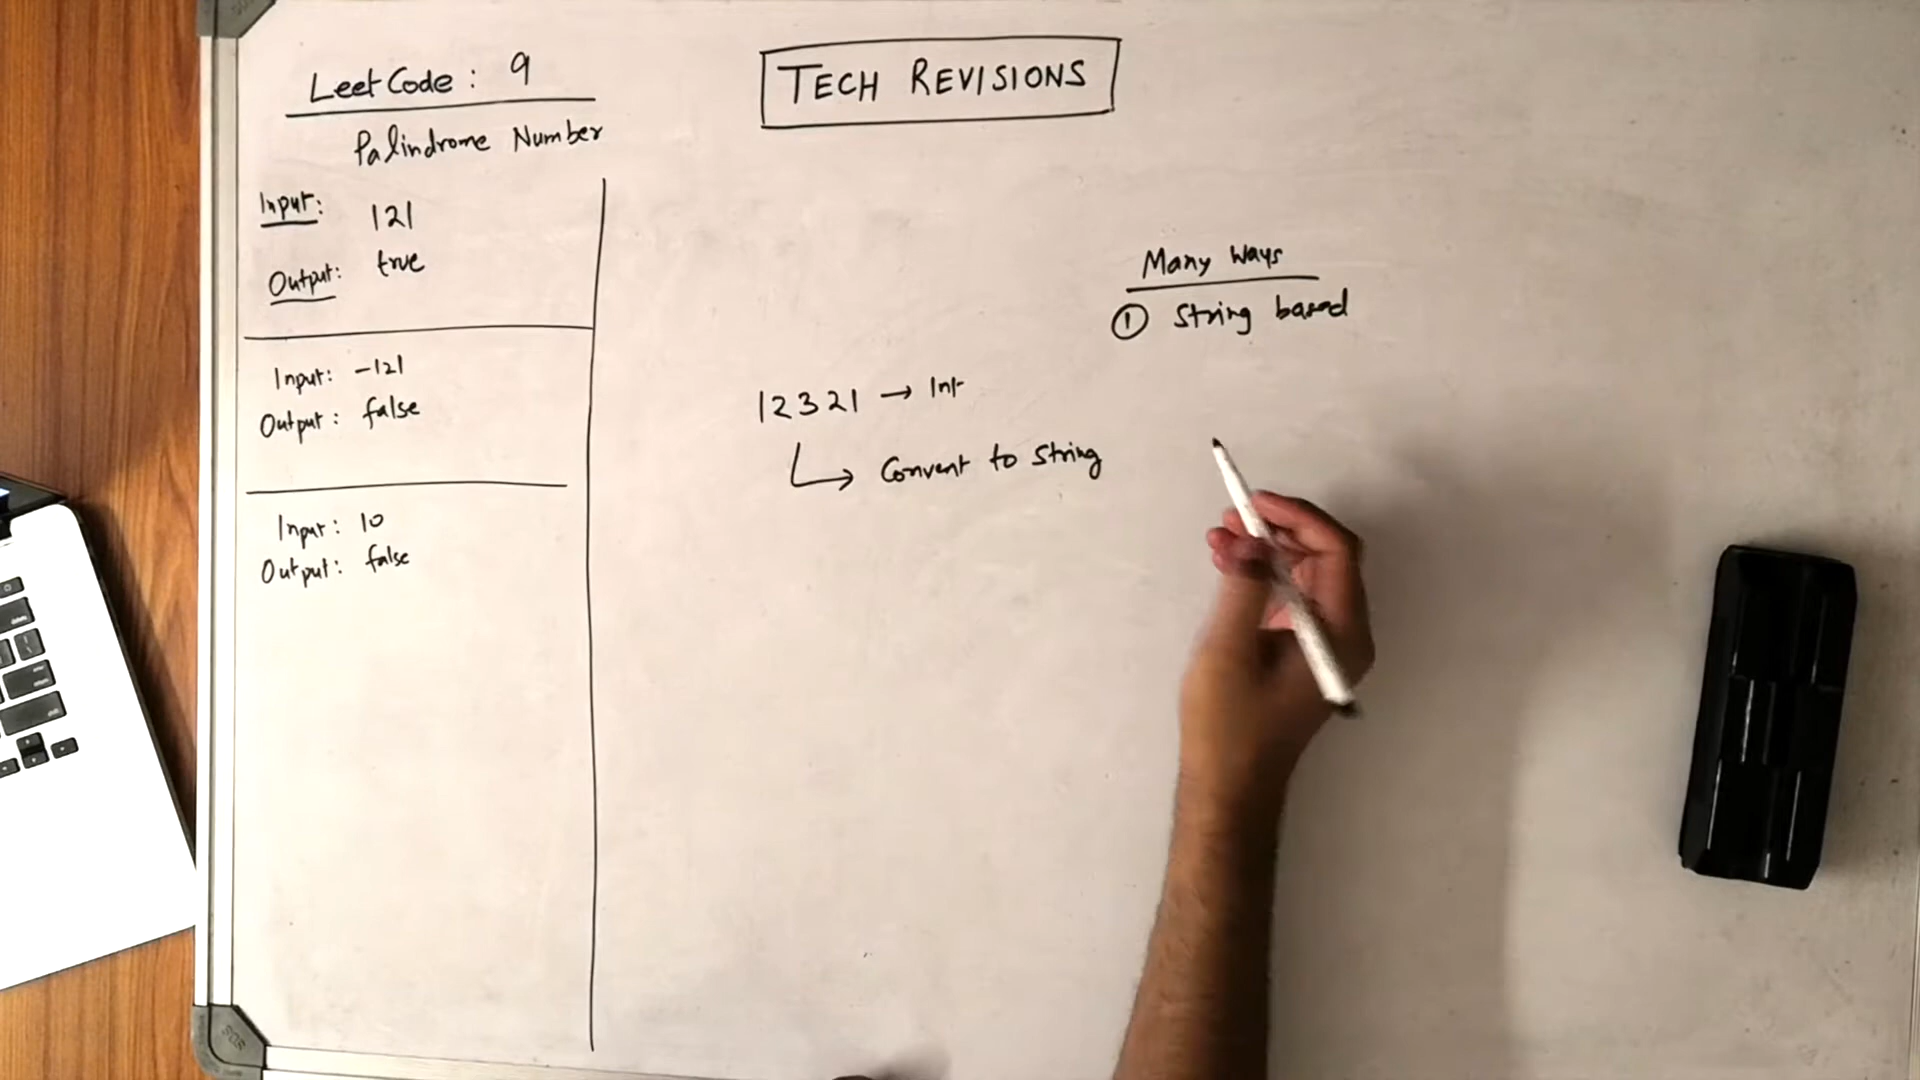 LeetCode: 9
Palindrome Number
TECH REVISIONS
Input: 121
Output: true
Input: -121
Output: false
Input: 10
Output: false
Many Ways
① String based
12321 → Int
Convert to String